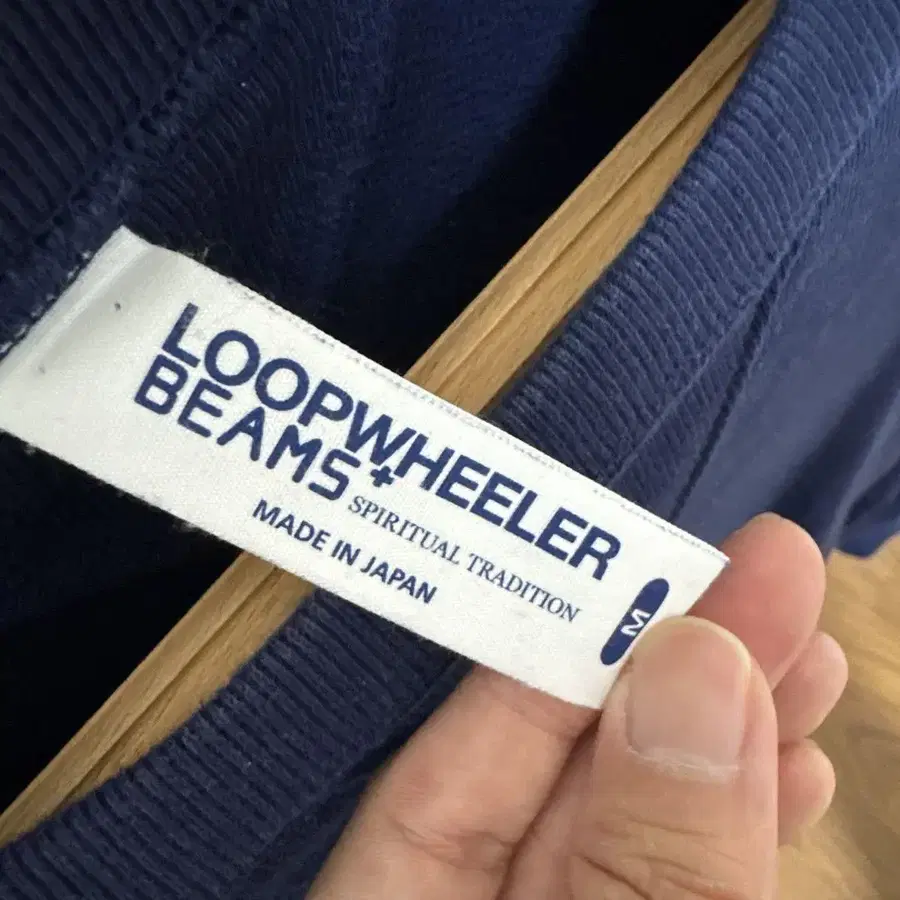 LOOPWHEELER
BEAMS+
SPIRITUAL TRADITION
MADE IN JAPAN
M